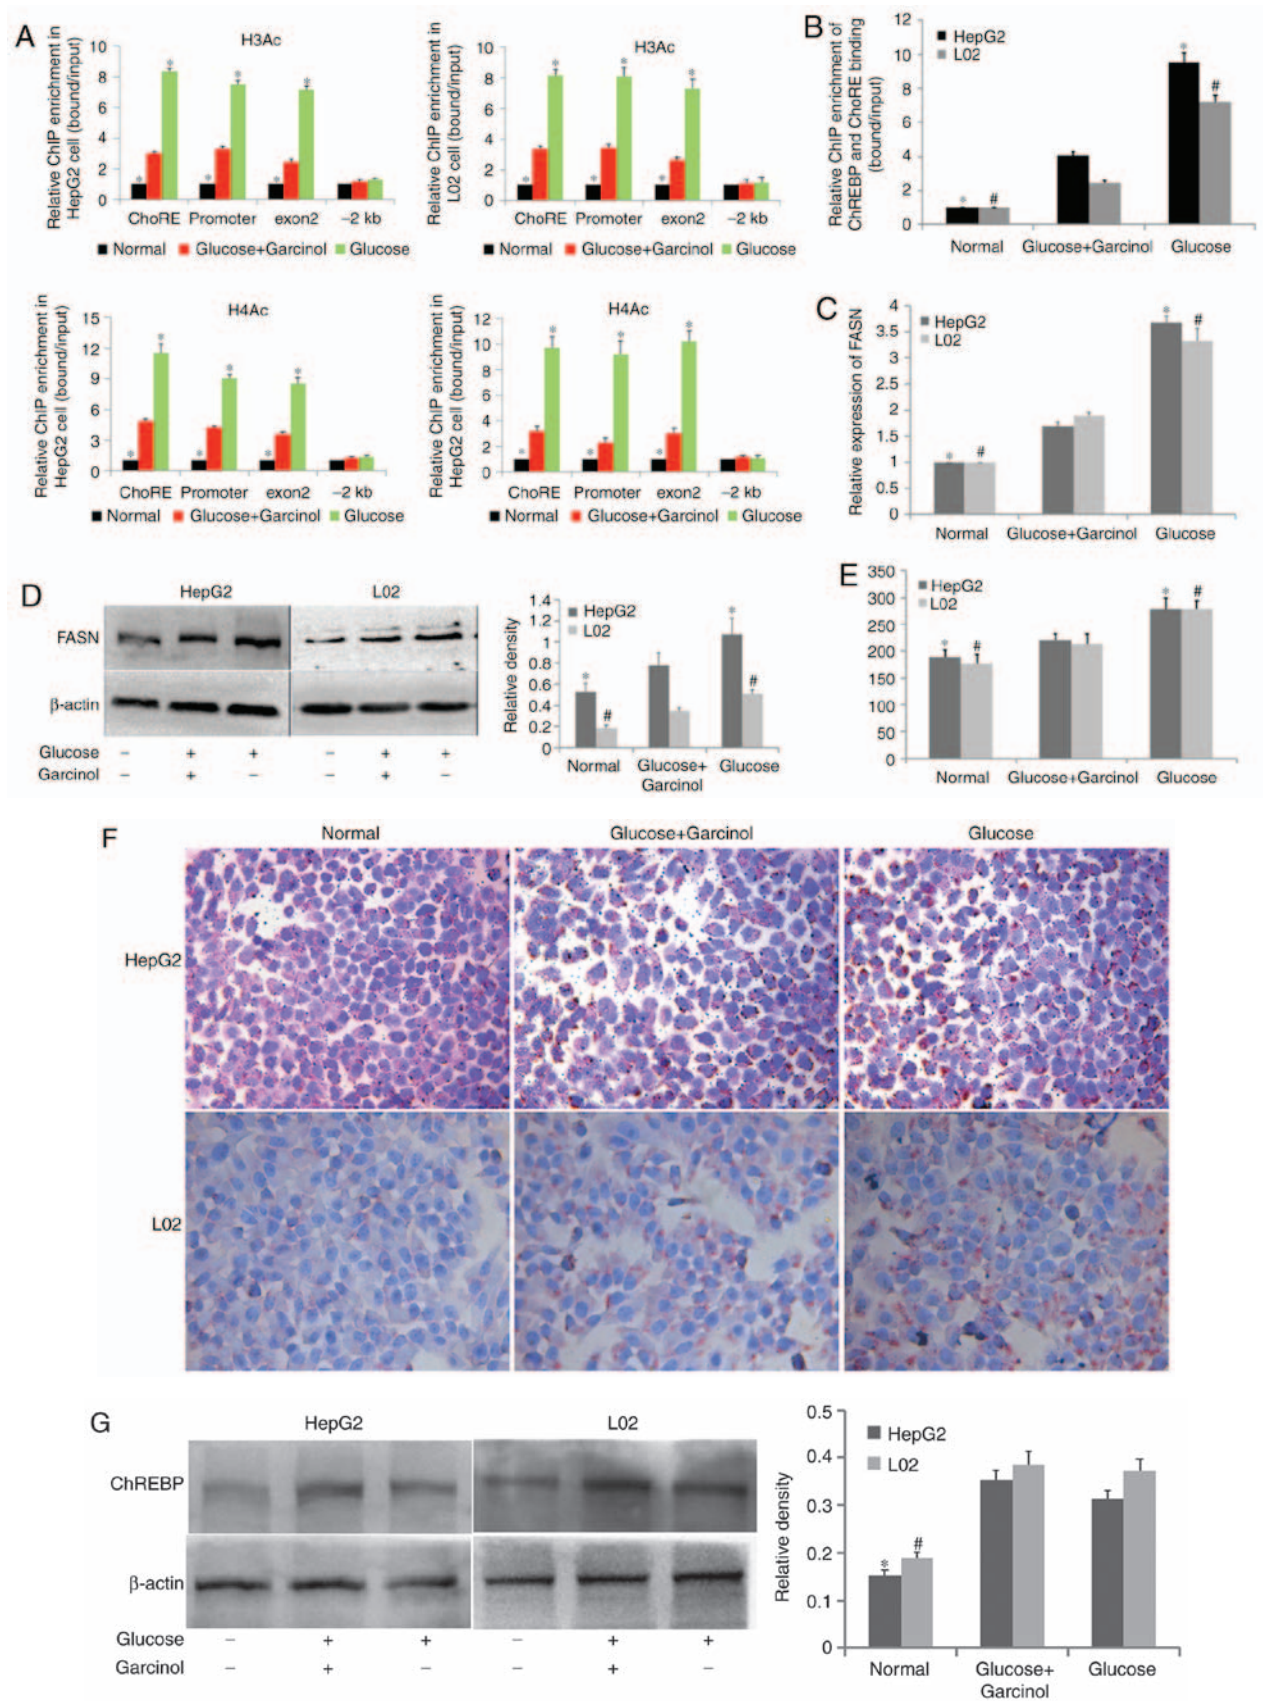 A
H3Ac
Relative ChIP enrichment in
HepG2 cell (bound/input)
10
8
6
4
2
0
* * * * * *
ChoRE Promoter exon2 −2 kb
Normal Glucose+Garcinol Glucose
H3Ac
Relative ChIP enrichment in
L02 cell (bound/input)
10
8
6
4
2
0
* * * * * *
ChoRE Promoter exon2 −2 kb
Normal Glucose+Garcinol Glucose
B
Relative ChIP enrichment of
ChREBP and ChoRE binding
(bound/input)
12
10
8
6
4
2
0
HepG2
L02
* # * #
Normal Glucose+Garcinol Glucose
H4Ac
Relative ChIP enrichment in
HepG2 cell (bound/input)
15
12
9
6
3
0
* * * * * *
ChoRE Promoter exon2 −2 kb
Normal Glucose+Garcinol Glucose
H4Ac
Relative ChIP enrichment in
HepG2 cell (bound/input)
12
10
8
6
4
2
0
* * * * * *
ChoRE Promoter exon2 −2 kb
Normal Glucose+Garcinol Glucose
C
Relative expression of FASN
4
3.5
3
2.5
2
1.5
1
0.5
0
HepG2
L02
* # * #
Normal Glucose+Garcinol Glucose
D
HepG2 L02
FASN
β-actin
Glucose − + + − + +
Garcinol − + − − + −
Relative density
1.4
1.2
1
0.8
0.6
0.4
0.2
0
HepG2
L02
* # * #
Normal Glucose+ Glucose
Garcinol
E
350
300
250
200
150
100
50
0
HepG2
L02
* # * #
Normal Glucose+Garcinol Glucose
F
Normal Glucose+Garcinol Glucose
HepG2
L02
G
HepG2 L02
ChREBP
β-actin
Glucose − + + − + +
Garcinol − + − − + −
Relative density
0.5
0.4
0.3
0.2
0.1
0
HepG2
L02
* #
Normal Glucose+ Glucose
Garcinol